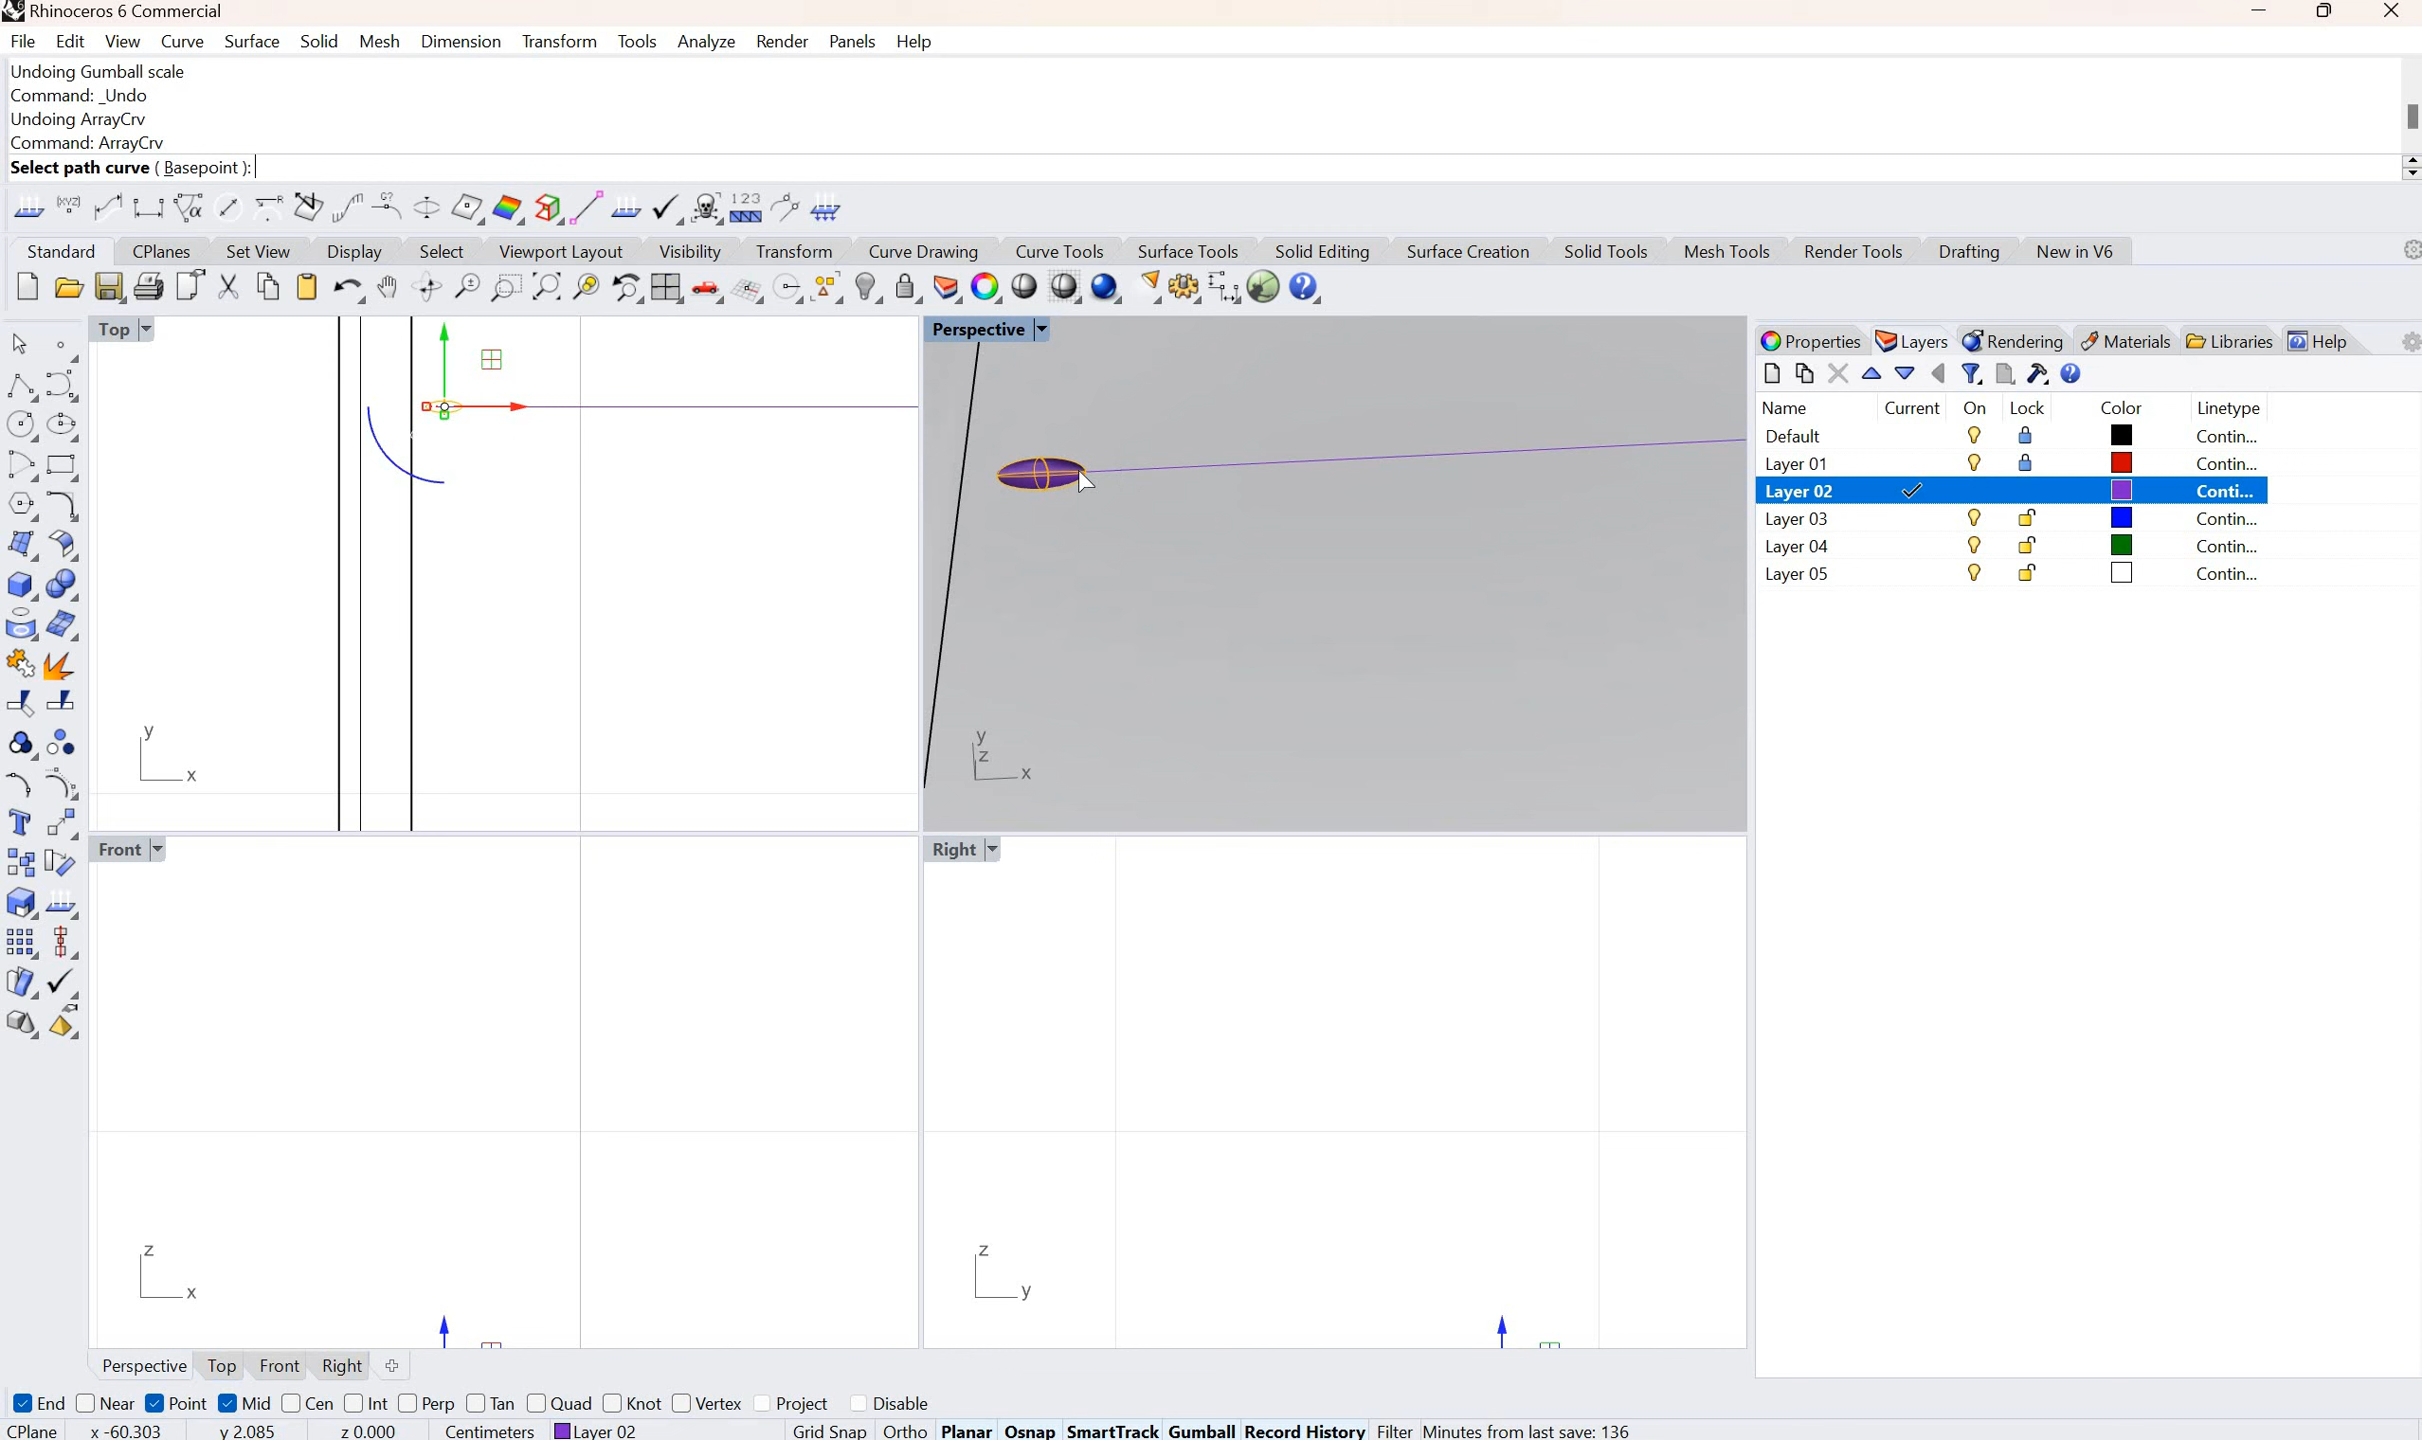 Rhinoceros 6 Commercial
File Edit View Curve Surface Solid Mesh Dimension Transform Tools Analyze Render Panels Help
Undoing Gumball scale
Command: _Undo
Undoing ArrayCrv
Command: ArrayCrv
Select path curve ( Basepoint ):
Standard CPlanes Set View Display Select Viewport Layout Visibility Transform Curve Drawing Curve Tools Surface Tools Solid Editing Surface Creation Solid Tools Mesh Tools Render Tools Drafting New in V6
Top
Perspective
Properties Layers Rendering Materials Libraries Help
Name Current On Lock Color Linetype
Default Contin...
Layer 01 Contin...
Layer 02 Conti...
Layer 03 Contin...
Layer 04 Contin...
Layer 05 Contin...
y
x
y
z
x
Front
Right
z
x
z
y
Perspective Top Front Right
End Near Point Mid Cen Int Perp Tan Quad Knot Vertex Project Disable
CPlane x -60.303 y 2.085 z 0.000 Centimeters Layer 02 Grid Snap Ortho Planar Osnap SmartTrack Gumball Record History Filter Minutes from last save: 136